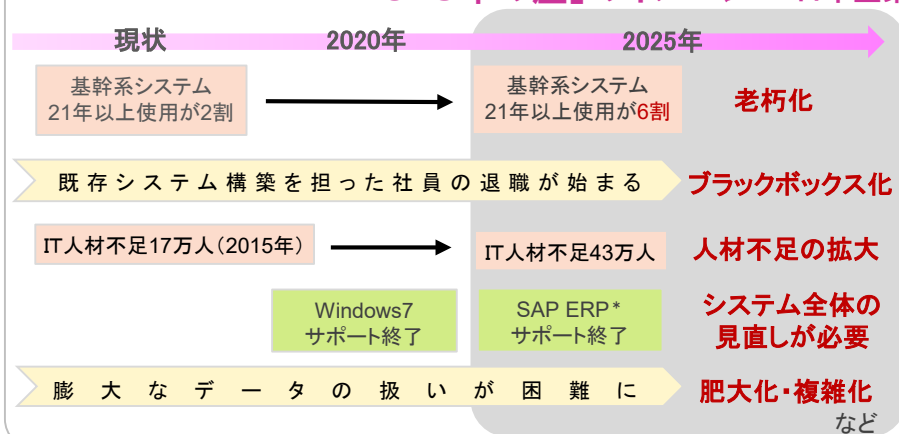 現状 2020年 2025年
基幹系システム
21年以上使用が2割
基幹系システム
21年以上使用が6割
老朽化
既存システム構築を担った社員の退職が始まる
ブラックボックス化
IT人材不足17万人(2015年)
IT人材不足43万人
人材不足の拡大
Windows7
サポート終了
SAP ERP*
サポート終了
システム全体の
見直しが必要
膨大なデータの扱いが困難に
肥大化・複雑化
など